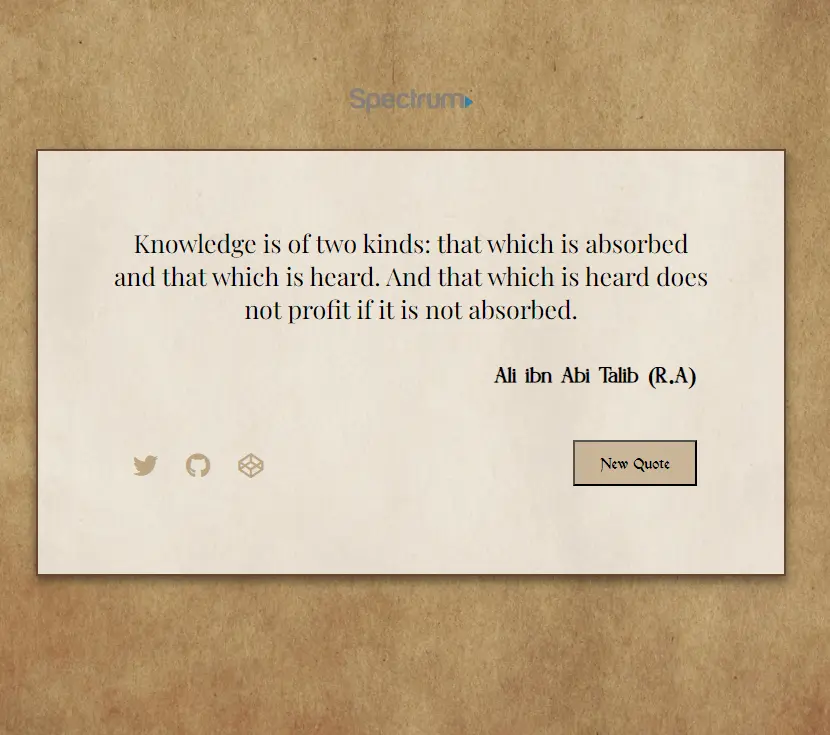 Spectrum
Knowledge is of two kinds: that which is absorbed
and that which is heard. And that which is heard does
not profit if it is not absorbed.
Ali ibn Abi Talib (R.A)
New Quote